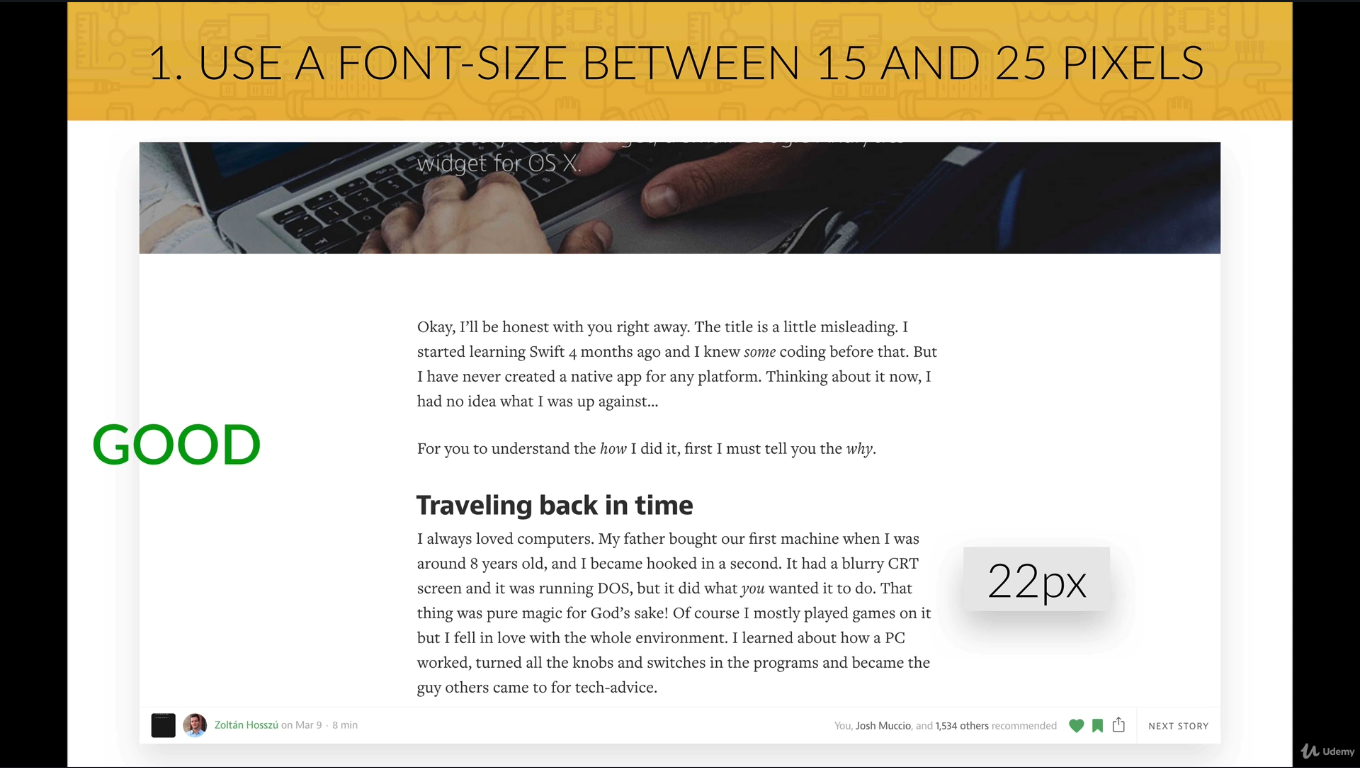 1. USE A FONT-SIZE BETWEEN 15 AND 25 PIXELS
widget for OS X.
Okay, I’ll be honest with you right away. The title is a little misleading. I
started learning Swift 4 months ago and I knew some coding before that. But
I have never created a native app for any platform. Thinking about it now, I
had no idea what I was up against...
GOOD
For you to understand the how I did it, first I must tell you the why.
Traveling back in time
I always loved computers. My father bought our first machine when I was
around 8 years old, and I became hooked in a second. It had a blurry CRT
screen and it was running DOS, but it did what you wanted it to do. That
thing was pure magic for God’s sake! Of course I mostly played games on it
but I fell in love with the whole environment. I learned about how a PC
worked, turned all the knobs and switches in the programs and became the
guy others came to for tech-advice.
22px
Zoltán Hosszú on Mar 9 · 8 min
You, Josh Muccio, and 1,534 others recommended
NEXT STORY
Udemy